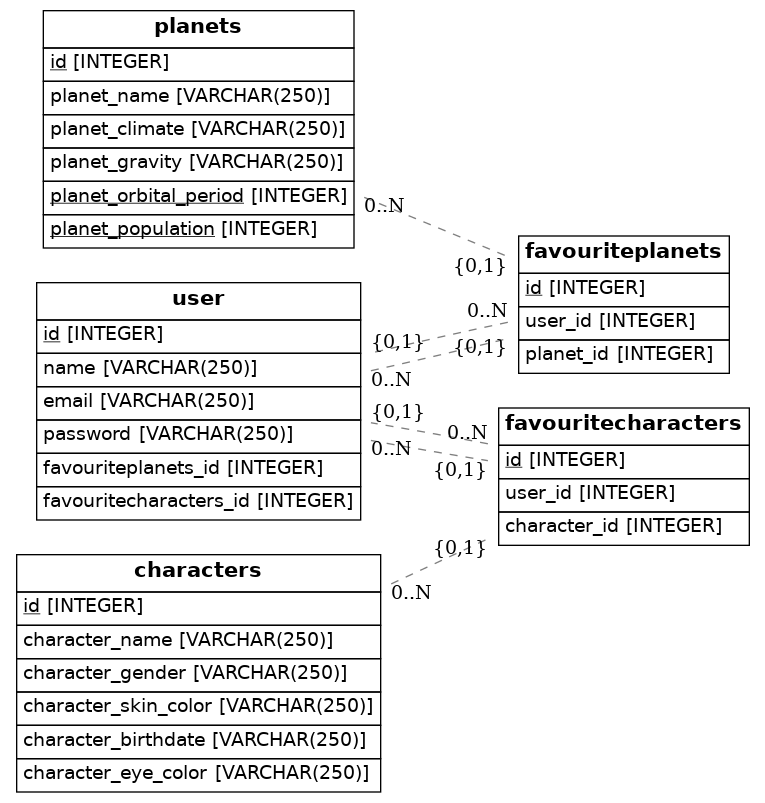 planets
id [INTEGER]
planet_name [VARCHAR(250)]
planet_climate [VARCHAR(250)]
planet_gravity [VARCHAR(250)]
planet_orbital_period [INTEGER]
planet_population [INTEGER]
0..N
{0,1}
favouriteplanets
id [INTEGER]
user_id [INTEGER]
planet_id [INTEGER]
user
id [INTEGER]
name [VARCHAR(250)]
email [VARCHAR(250)]
password [VARCHAR(250)]
favouriteplanets_id [INTEGER]
favouritecharacters_id [INTEGER]
{0,1}
0..N
0..N
{0,1}
{0,1}
0..N
0..N
{0,1}
favouritecharacters
id [INTEGER]
user_id [INTEGER]
character_id [INTEGER]
{0,1}
0..N
characters
id [INTEGER]
character_name [VARCHAR(250)]
character_gender [VARCHAR(250)]
character_skin_color [VARCHAR(250)]
character_birthdate [VARCHAR(250)]
character_eye_color [VARCHAR(250)]